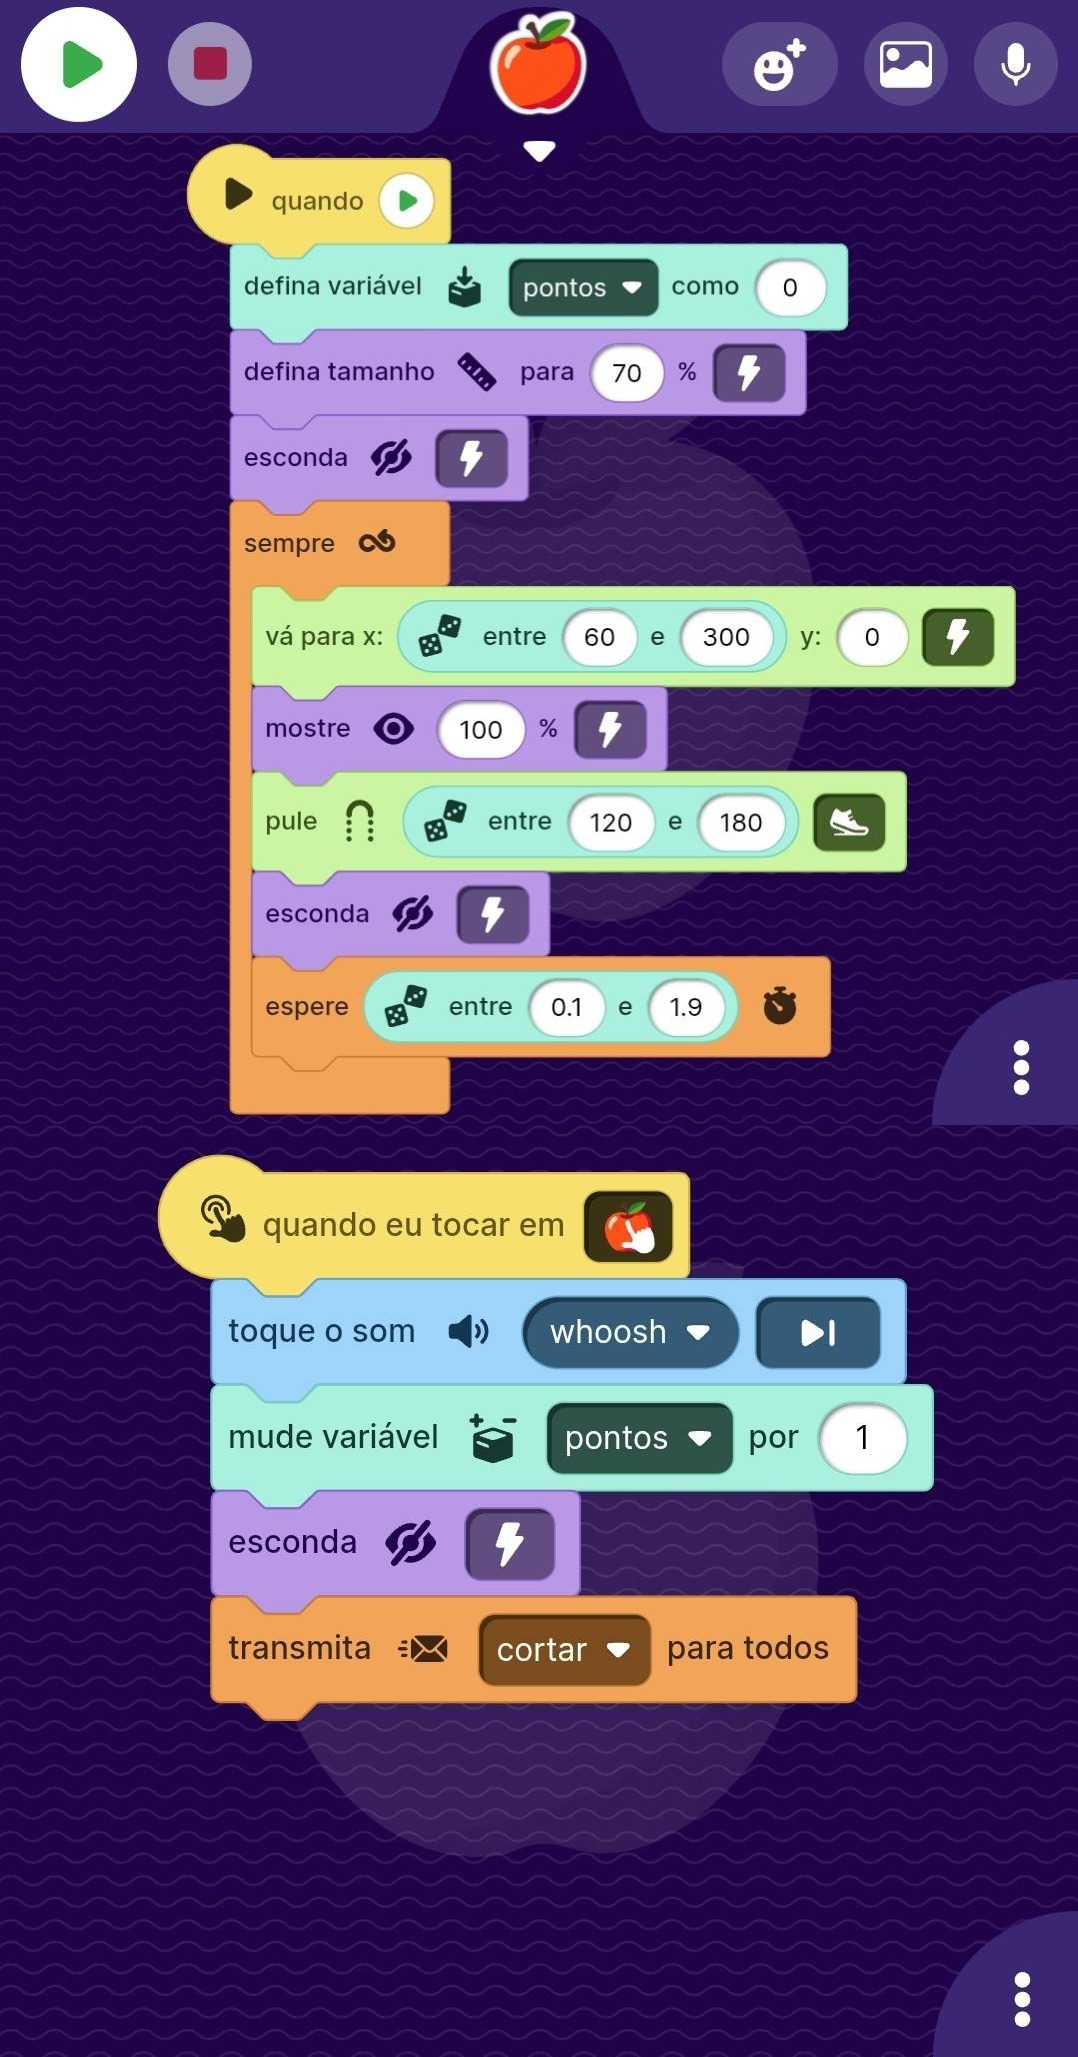 quando
defina variável pontos como 0
defina tamanho para 70 %
esconda
sempre
vá para x: entre 60 e 300 y: 0
mostre 100 %
pule entre 120 e 180
esconda
espere entre 0.1 e 1.9
quando eu tocar em
toque o som whoosh
mude variável pontos por 1
esconda
transmita cortar para todos